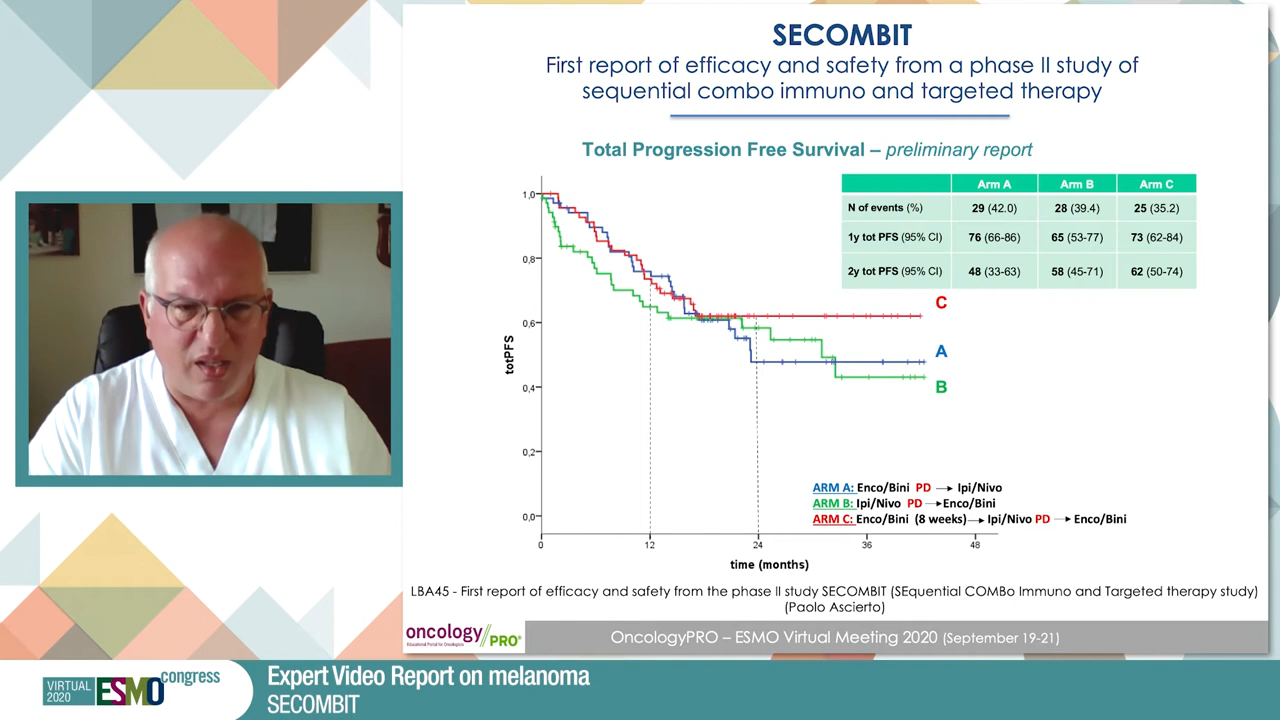 SECOMBIT
First report of efficacy and safety from a phase II study of
sequential combo immuno and targeted therapy
Total Progression Free Survival – preliminary report
Arm A Arm B Arm C
N of events (%) 29 (42.0) 28 (39.4) 25 (35.2)
1y tot PFS (95% CI) 76 (66-86) 65 (53-77) 73 (62-84)
2y tot PFS (95% CI) 48 (33-63) 58 (45-71) 62 (50-74)
totPFS
1,0
0,8
0,6
0,4
0,2
0,0
C
A
B
0 12 24 36 48
time (months)
ARM A: Enco/Bini PD → Ipi/Nivo
ARM B: Ipi/Nivo PD → Enco/Bini
ARM C: Enco/Bini (8 weeks) → Ipi/Nivo PD → Enco/Bini
LBA45 - First report of efficacy and safety from the phase II study SECOMBIT (SEquential COMBo Immuno and Targeted therapy study)
(Paolo Ascierto)
oncology//PRO®
Educational Portal for Oncologists
OncologyPRO – ESMO Virtual Meeting 2020 (September 19-21)
VIRTUAL
2020
ESMO congress
Expert Video Report on melanoma
SECOMBIT